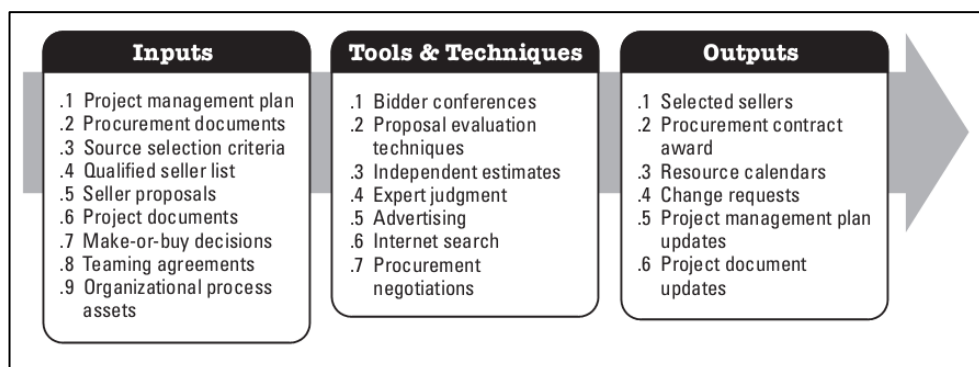 Inputs
.1 Project management plan
.2 Procurement documents
.3 Source selection criteria
.4 Qualified seller list
.5 Seller proposals
.6 Project documents
.7 Make-or-buy decisions
.8 Teaming agreements
.9 Organizational process
assets
Tools & Techniques
.1 Bidder conferences
.2 Proposal evaluation
techniques
.3 Independent estimates
.4 Expert judgment
.5 Advertising
.6 Internet search
.7 Procurement
negotiations
Outputs
.1 Selected sellers
.2 Procurement contract
award
.3 Resource calendars
.4 Change requests
.5 Project management plan
updates
.6 Project document
updates